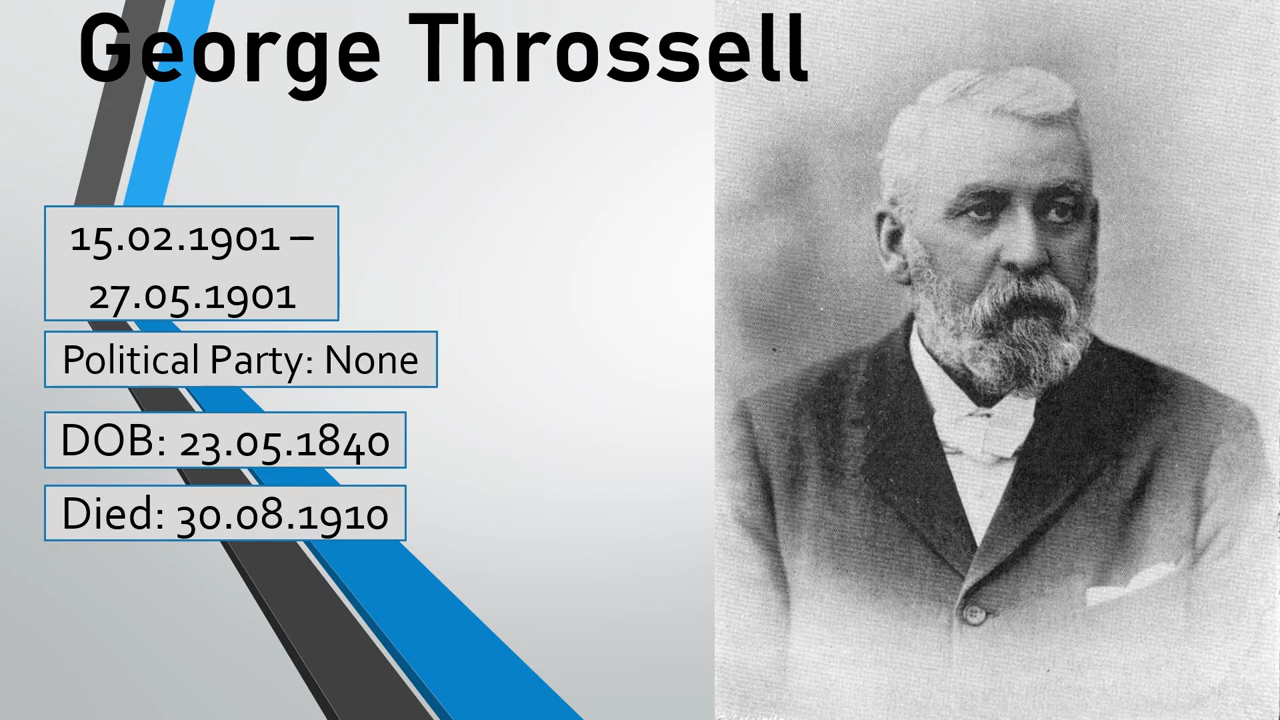 George Throssell
15.02.1901 –
27.05.1901
Political Party: None
DOB: 23.05.1840
Died: 30.08.1910